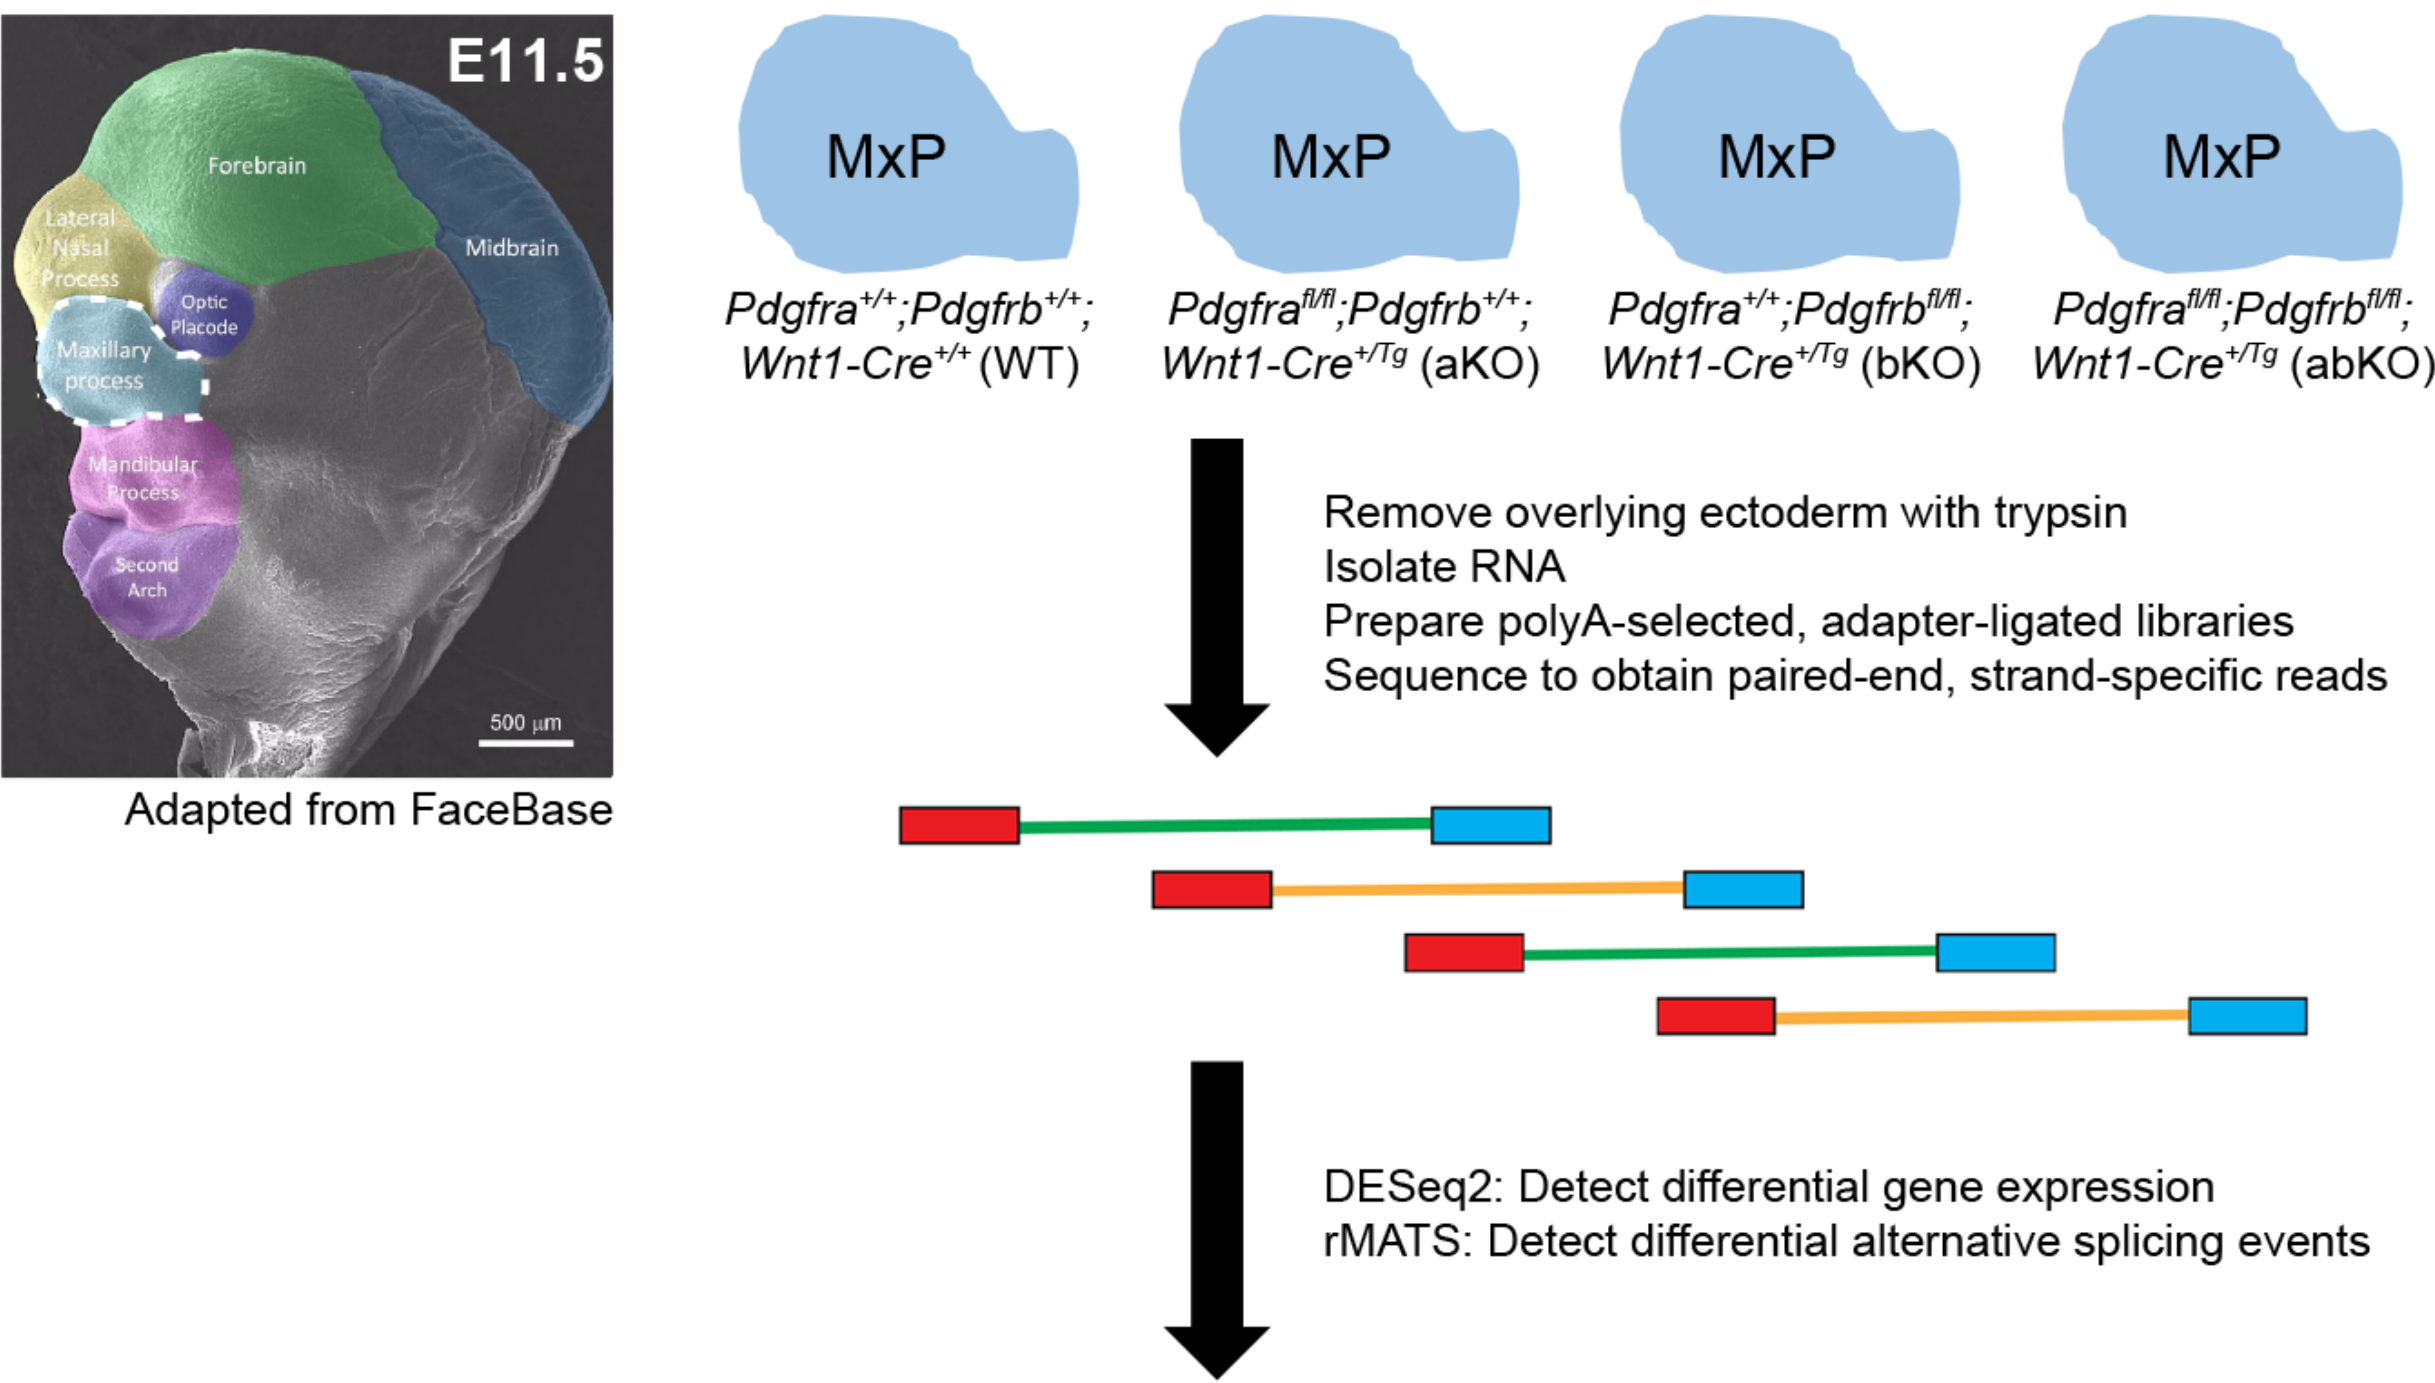 E11.5
Forebrain
Lateral
Nasal
Process
Midbrain
Optic
Placode
Maxillary
process
Mandibular
Process
Second
Arch
500 μm
Adapted from FaceBase
MxP
Pdgfra+/+;Pdgfrb+/+;
Wnt1-Cre+/+ (WT)
MxP
Pdgfrafl/fl;Pdgfrb+/+;
Wnt1-Cre+/Tg (aKO)
MxP
Pdgfra+/+;Pdgfrbfl/fl;
Wnt1-Cre+/Tg (bKO)
MxP
Pdgfrafl/fl;Pdgfrbfl/fl;
Wnt1-Cre+/Tg (abKO)
Remove overlying ectoderm with trypsin
Isolate RNA
Prepare polyA-selected, adapter-ligated libraries
Sequence to obtain paired-end, strand-specific reads
DESeq2: Detect differential gene expression
rMATS: Detect differential alternative splicing events